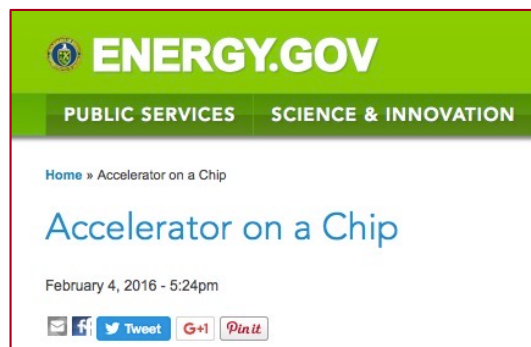 ENERGY.GOV
PUBLIC SERVICES SCIENCE & INNOVATION
Home » Accelerator on a Chip
Accelerator on a Chip
February 4, 2016 - 5:24pm
Tweet G+1 Pin it